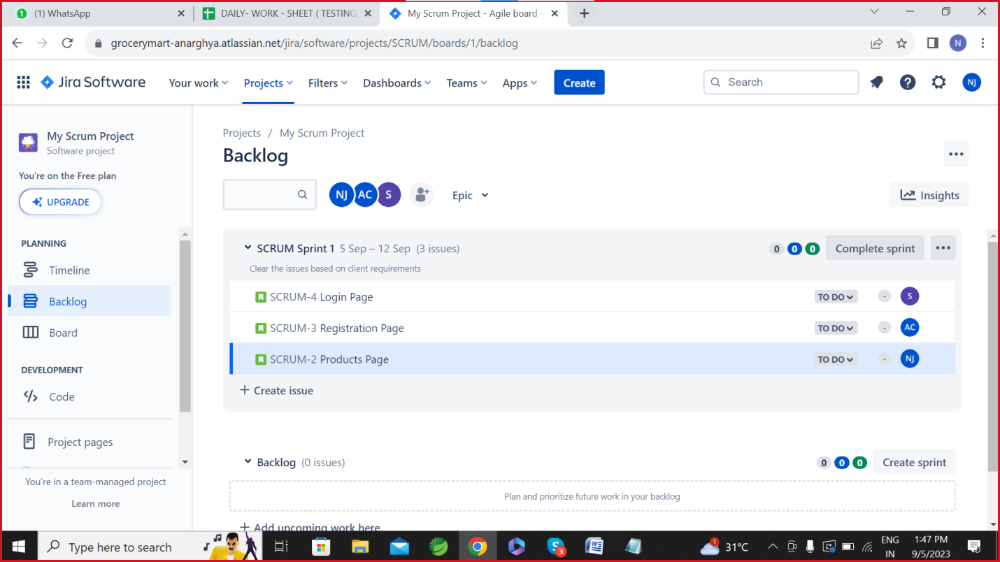 (1) WhatsApp
DAILY- WORK - SHEET ( TESTING
My Scrum Project - Agile board -
grocerymart-anarghya.atlassian.net/jira/software/projects/SCRUM/boards/1/backlog
N
Jira Software
Your work
Projects
Filters
Dashboards
Teams
Apps
Create
Search
NJ
My Scrum Project
Software project
You're on the Free plan
UPGRADE
PLANNING
Timeline
Backlog
Board
DEVELOPMENT
Code
Project pages
You're in a team-managed project
Learn more
Projects / My Scrum Project
Backlog
NJ AC S
Epic
Insights
SCRUM Sprint 1 5 Sep – 12 Sep (3 issues)
0 0 0
Complete sprint
Clear the issues based on client requirements
SCRUM-4 Login Page TO DO - S
SCRUM-3 Registration Page TO DO - AC
SCRUM-2 Products Page TO DO - NJ
+ Create issue
Backlog (0 issues)
0 0 0
Create sprint
Plan and prioritize future work in your backlog
+ Add upcoming work here
Type here to search
3
1
31°C
ENG
IN
1:47 PM
9/5/2023